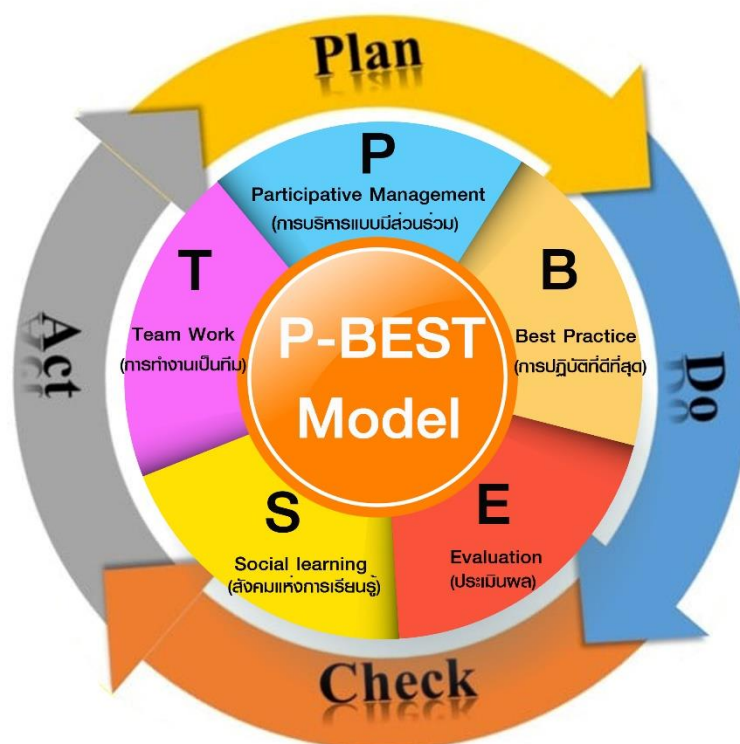 Plan
Do
Check
Act
P
Participative Management
(การบริหารแบบมีส่วนร่วม)
B
Best Practice
(การปฏิบัติที่ดีที่สุด)
E
Evaluation
(ประเมินผล)
S
Social learning
(สังคมแห่งการเรียนรู้)
T
Team Work
(การทำงานเป็นทีม)
P-BEST
Model